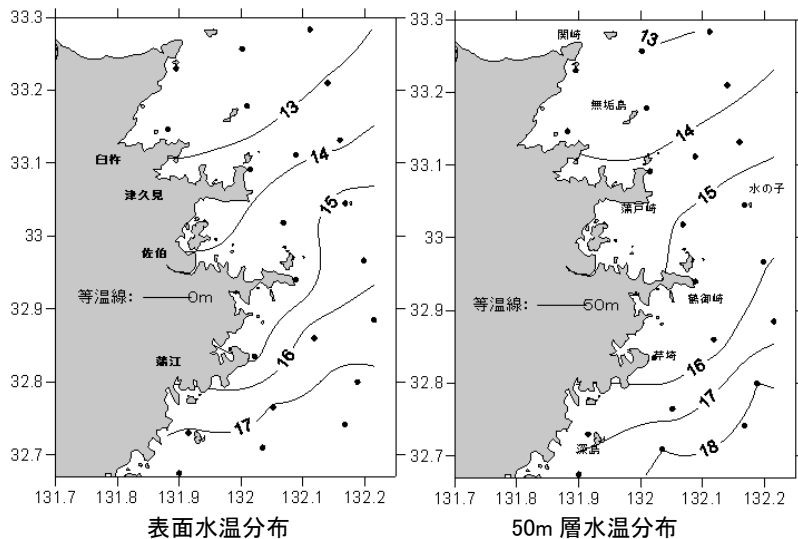 33.3
33.2
33.1
33
32.9
32.8
32.7
131.7 131.8 131.9 132 132.1 132.2
臼杵
津久見
佐伯
蒲江
等温線: 0m
13
14
15
16
17
表面水温分布
33.3
33.2
33.1
33
32.9
32.8
32.7
131.7 131.8 131.9 132 132.1 132.2
関崎
無垢島
水の子
蒲戸崎
鶴御崎
芹埼
深島
等温線: 50m
13
14
15
16
17
18
50m 層水温分布